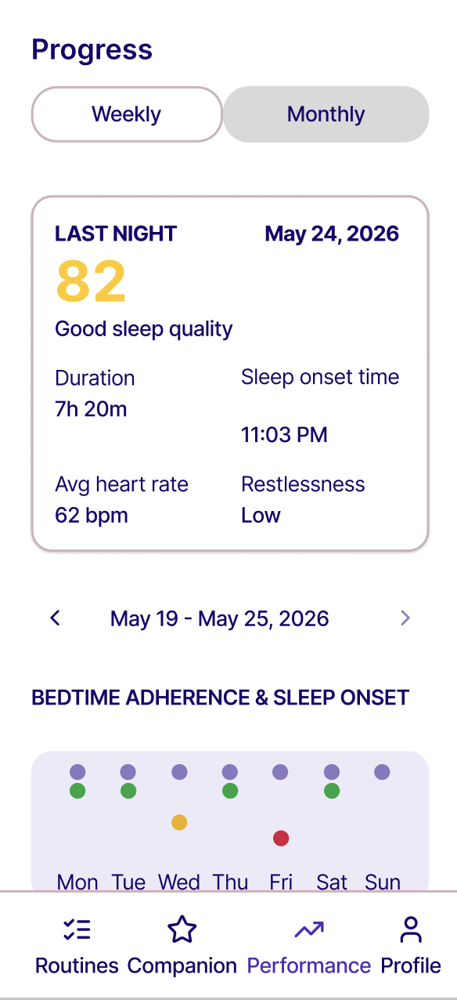 Progress
Weekly Monthly
LAST NIGHT May 24, 2026
82
Good sleep quality
Duration Sleep onset time
7h 20m
11:03 PM
Avg heart rate Restlessness
62 bpm Low
May 19 - May 25, 2026
BEDTIME ADHERENCE & SLEEP ONSET
Mon Tue Wed Thu Fri Sat Sun
Routines Companion Performance Profile